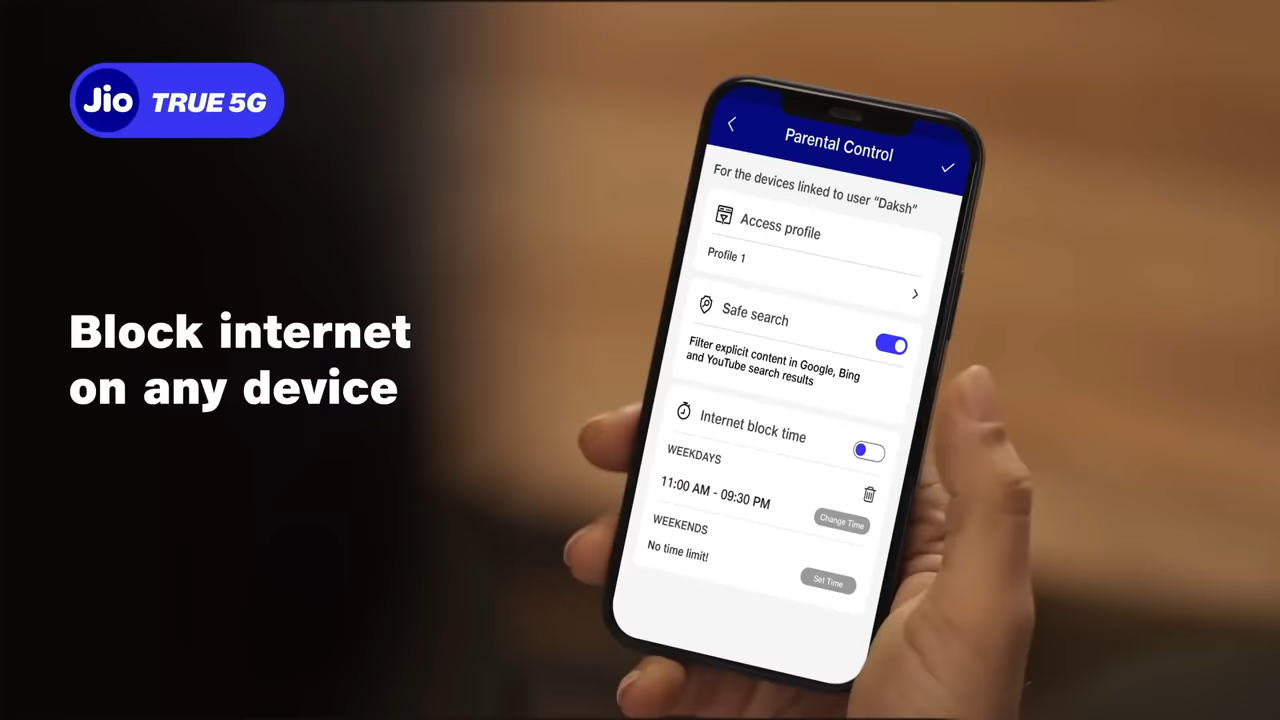 Jio TRUE 5G
Block internet
on any device
Parental Control
For the devices linked to user “Daksh”
Access profile
Profile 1
Safe search
Filter explicit content in Google, Bing
and YouTube search results
Internet block time
WEEKDAYS
11:00 AM - 09:30 PM
Change Time
WEEKENDS
No time limit!
Set Time